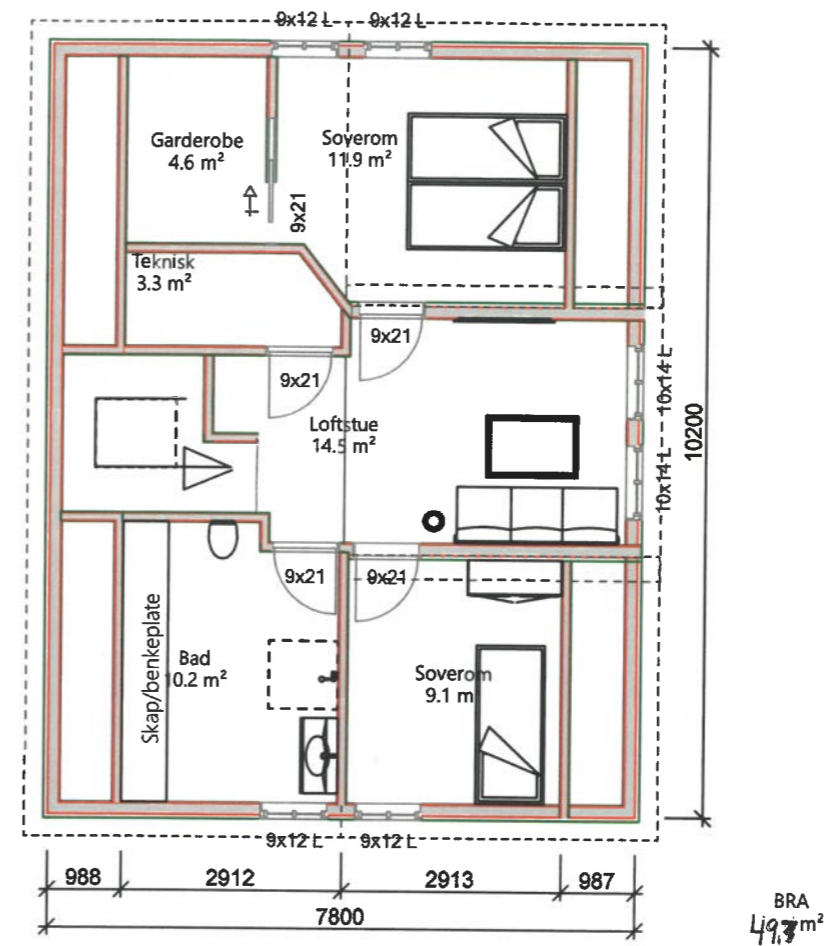 9x12 L
9x12 L
Garderobe
4.6 m²
Soverom
11.9 m²
9x21
Teknisk
3.3 m²
9x21
9x21
Loftstue
14.5 m²
10x14 L
10x14 L
10200
9x21
9x21
Skap/benkeplate
Bad
10.2 m²
Soverom
9.1 m
9x12 L
9x12 L
988
2912
2913
987
7800
BRA
m²